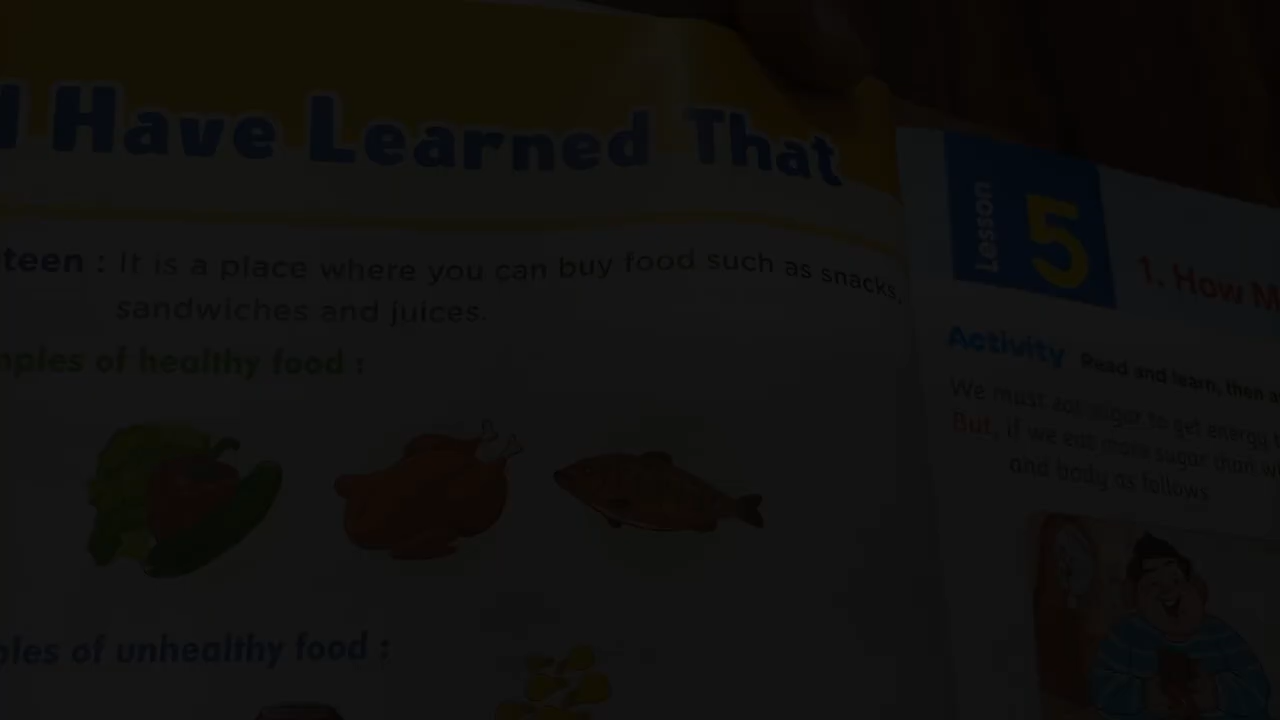 I Have Learned That
teen : It is a place where you can buy food such as snacks,
sandwiches and juices.
ples of healthy food :
ples of unhealthy food :
Lesson
5
1. How M
Activity Read and learn, then a
We must eat sugar to get energy
But, if we eat more sugar than w
and body as follows